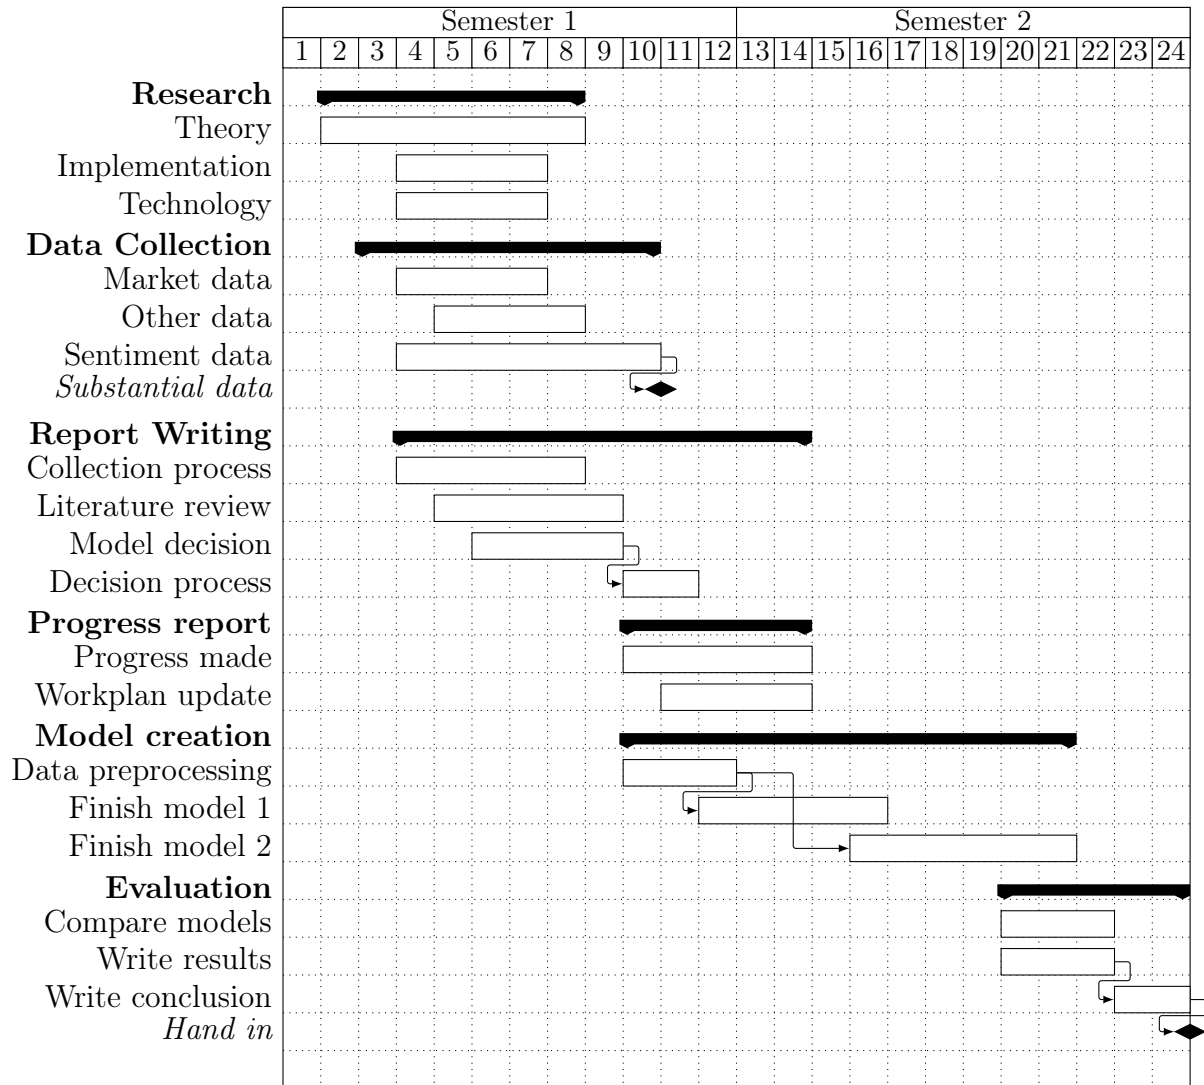 Semester 1 Semester 2
1 2 3 4 5 6 7 8 9 10 11 12 13 14 15 16 17 18 19 20 21 22 23 24
Research
Theory
Implementation
Technology
Data Collection
Market data
Other data
Sentiment data
Substantial data
Report Writing
Collection process
Literature review
Model decision
Decision process
Progress report
Progress made
Workplan update
Model creation
Data preprocessing
Finish model 1
Finish model 2
Evaluation
Compare models
Write results
Write conclusion
Hand in